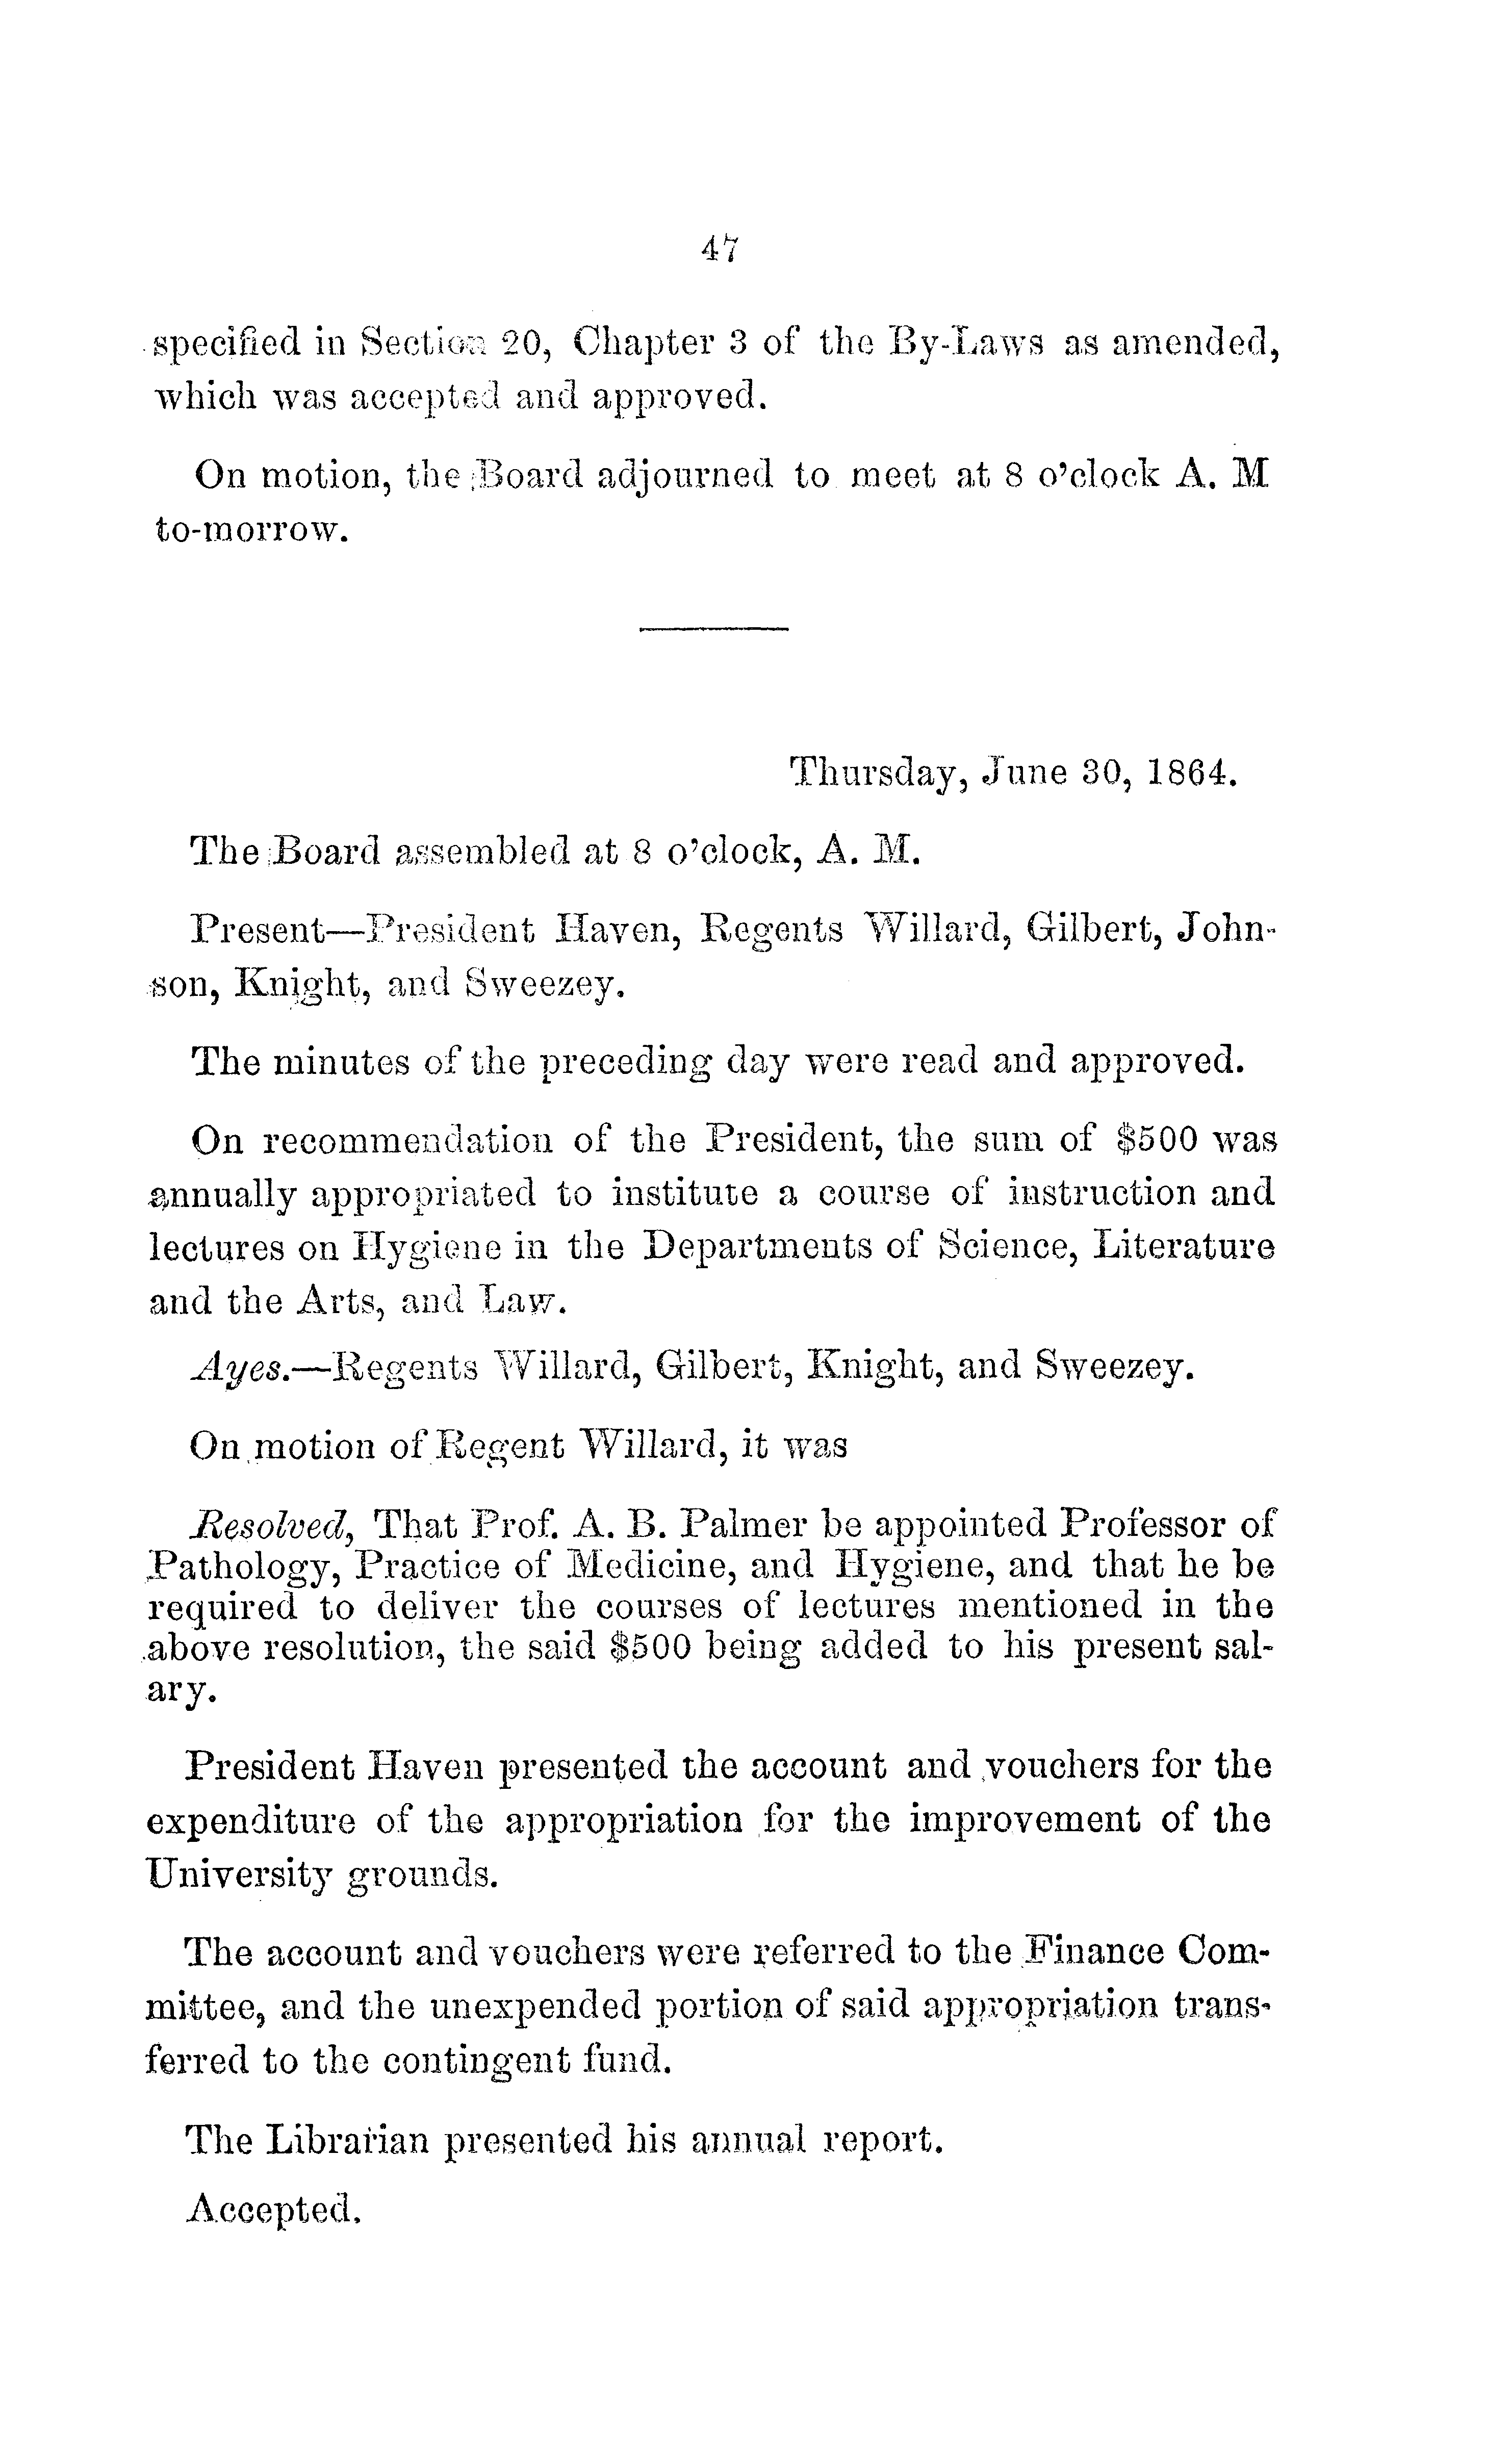 47
specified in Section 20, Chapter 3 of the By-Laws as amended,
which was accepted and approved.
On motion, the Board adjourned to meet at 8 o'clock A. M
to-morrow.
Thursday, June 30, 1864.
The Board assembled at 8 o'clock, A. M.
Present—President Haven, Regents Willard, Gilbert, John-
son, Knight, and Sweezey.
The minutes of the preceding day were read and approved.
On recommendation of the President, the sum of $500 was
annually appropriated to institute a course of instruction and
lectures on Hygiene in the Departments of Science, Literature
and the Arts, and Law.
Ayes.—Regents Willard, Gilbert, Knight, and Sweezey.
On motion of Regent Willard, it was
Resolved, That Prof. A. B. Palmer be appointed Professor of
Pathology, Practice of Medicine, and Hygiene, and that he be
required to deliver the courses of lectures mentioned in the
above resolution, the said $500 being added to his present sal-
ary.
President Haven presented the account and vouchers for the
expenditure of the appropriation for the improvement of the
University grounds.
The account and vouchers were referred to the Finance Com-
mittee, and the unexpended portion of said appropriation trans-
ferred to the contingent fund.
The Librarian presented his annual report.
Accepted.